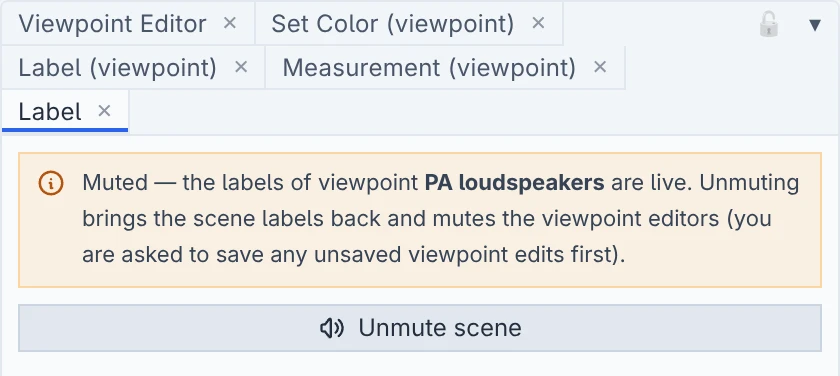 Viewpoint Editor × Set Color (viewpoint) ×
Label (viewpoint) × Measurement (viewpoint) ×
Label ×
Muted — the labels of viewpoint PA loudspeakers are live. Unmuting
brings the scene labels back and mutes the viewpoint editors (you
are asked to save any unsaved viewpoint edits first).
Unmute scene